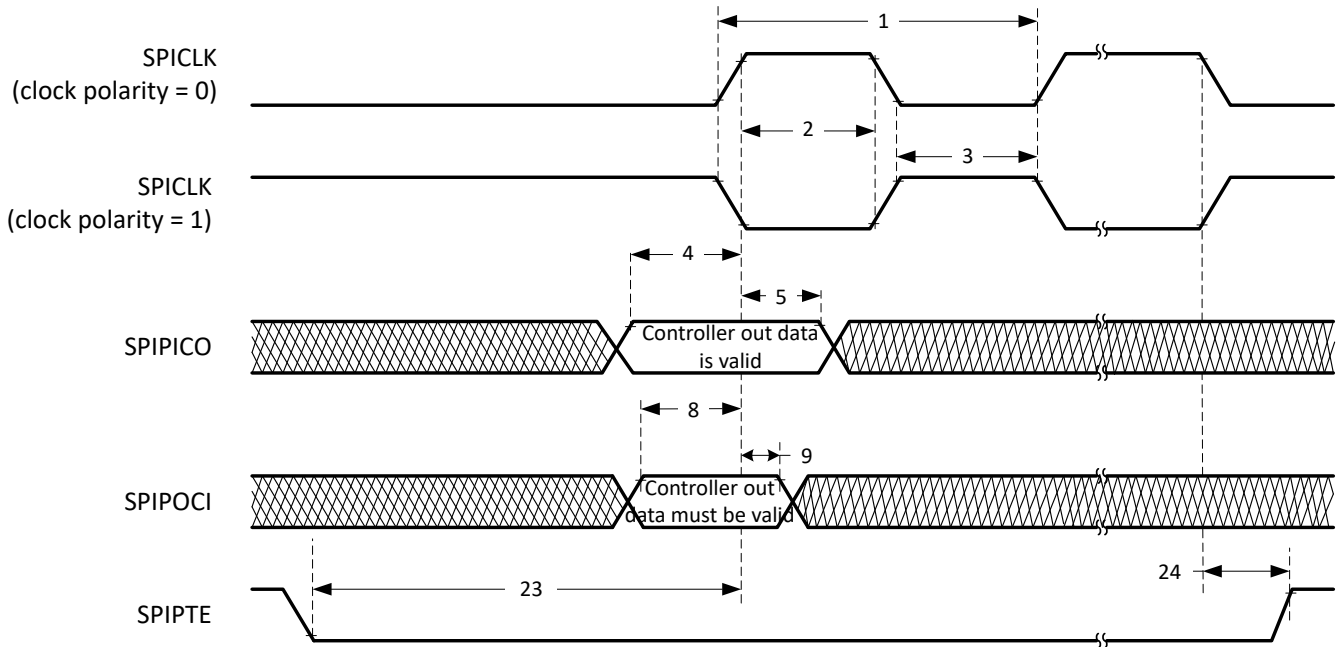 1
SPICLK
(clock polarity = 0)
2
3
SPICLK
(clock polarity = 1)
4
5
SPIPICO
Controller out data
is valid
8
9
SPIPOCI
Controller out
data must be valid
23
24
SPIPTE